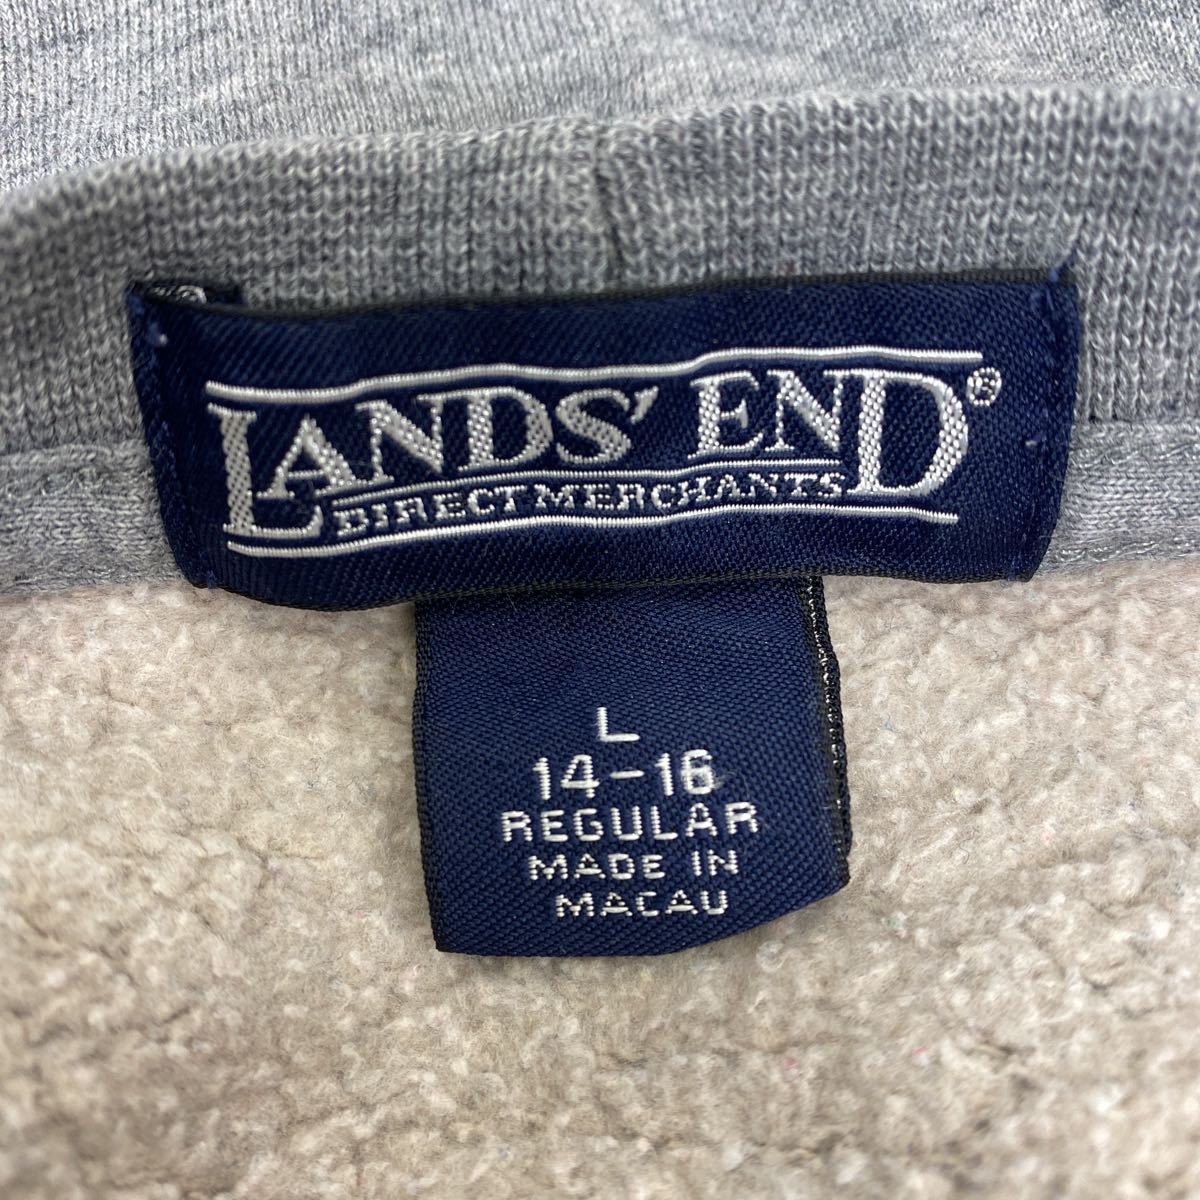 LANDS' END®
DIRECT MERCHANTS
L
14-16
REGULAR
MADE IN
MACAU